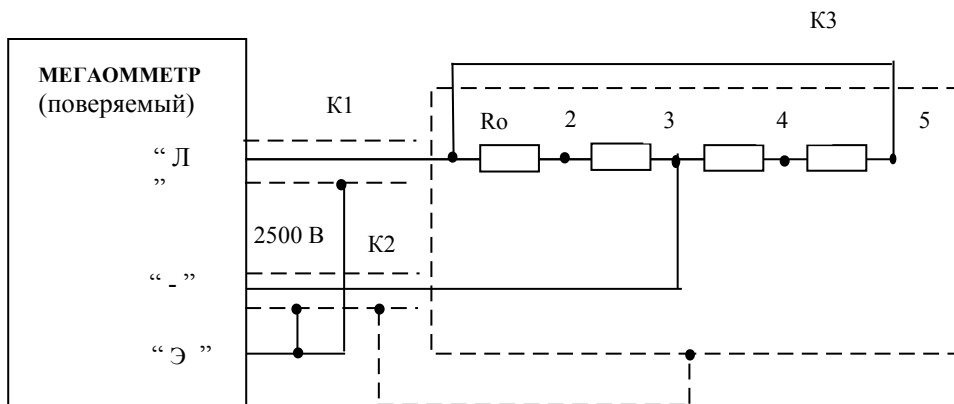 К3
МЕГАОММЕТР
(поверяемый)
К1
Ro 2 3 4 5
“ Л
”
2500 В К2
“ - ”
“ Э ”